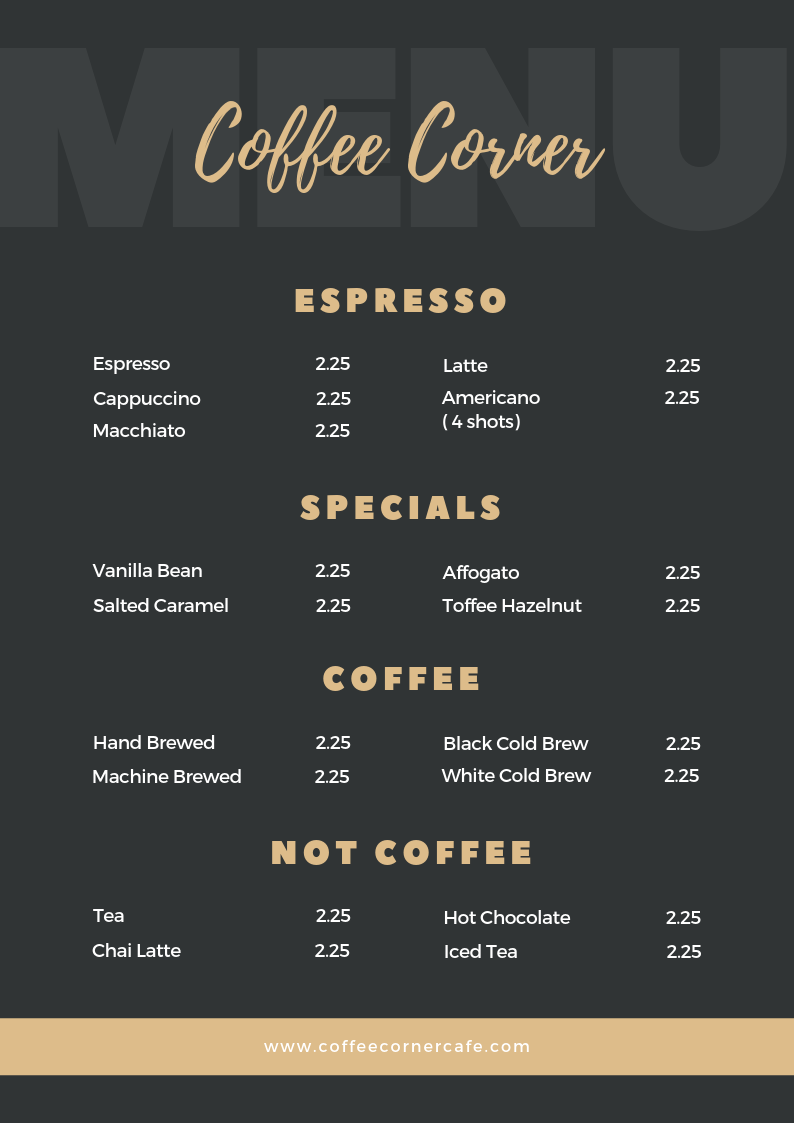 MENU
Coffee Corner
ESPRESSO
Espresso 2.25
Cappuccino 2.25
Macchiato 2.25
Latte 2.25
Americano 2.25
( 4 shots)
SPECIALS
Vanilla Bean 2.25
Salted Caramel 2.25
Affogato 2.25
Toffee Hazelnut 2.25
COFFEE
Hand Brewed 2.25
Machine Brewed 2.25
Black Cold Brew 2.25
White Cold Brew 2.25
NOT COFFEE
Tea 2.25
Chai Latte 2.25
Hot Chocolate 2.25
Iced Tea 2.25
www.coffeecornercafe.com